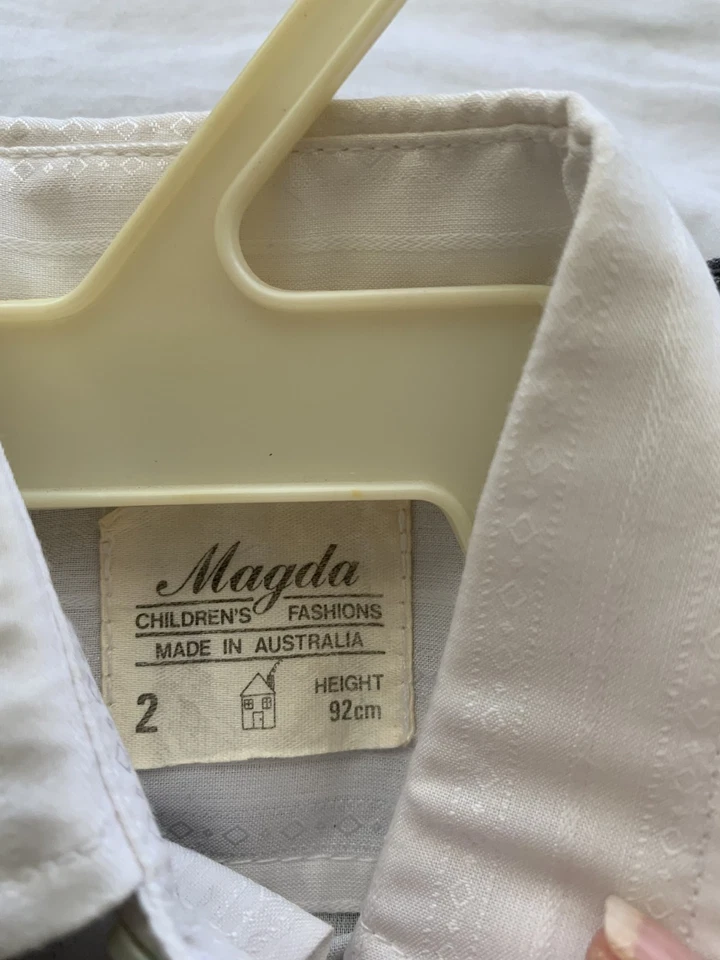 Magda
CHILDREN'S FASHIONS
MADE IN AUSTRALIA
2 HEIGHT
92cm